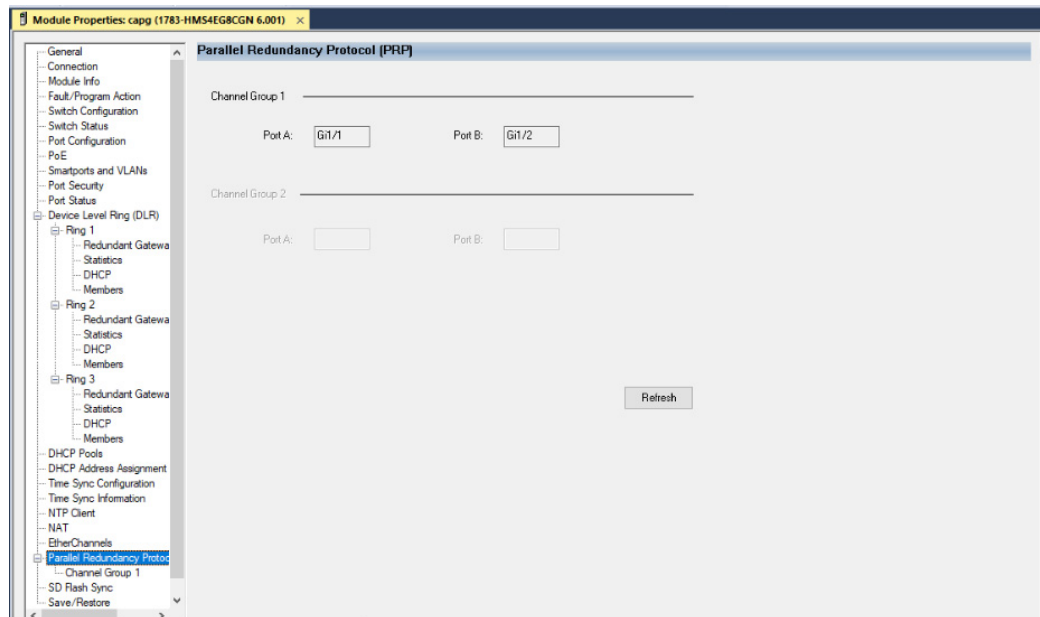 Module Properties: capg (1783-HMS4EG8CGN 6.001) ×
General
Connection
Module Info
Fault/Program Action
Switch Configuration
Switch Status
Port Configuration
PoE
Smartports and VLANs
Port Security
Port Status
Device Level Ring (DLR)
Ring 1
Redundant Gatewa
Statistics
DHCP
Members
Ring 2
Redundant Gatewa
Statistics
DHCP
Members
Ring 3
Redundant Gatewa
Statistics
DHCP
Members
DHCP Pools
DHCP Address Assignment
Time Sync Configuration
Time Sync Information
NTP Client
NAT
EtherChannels
Parallel Redundancy Protoc
Channel Group 1
SD Flash Sync
Save/Restore
Parallel Redundancy Protocol (PRP)
Channel Group 1
Port A: Gi1/1 Port B: Gi1/2
Channel Group 2
Port A: Port B:
Refresh